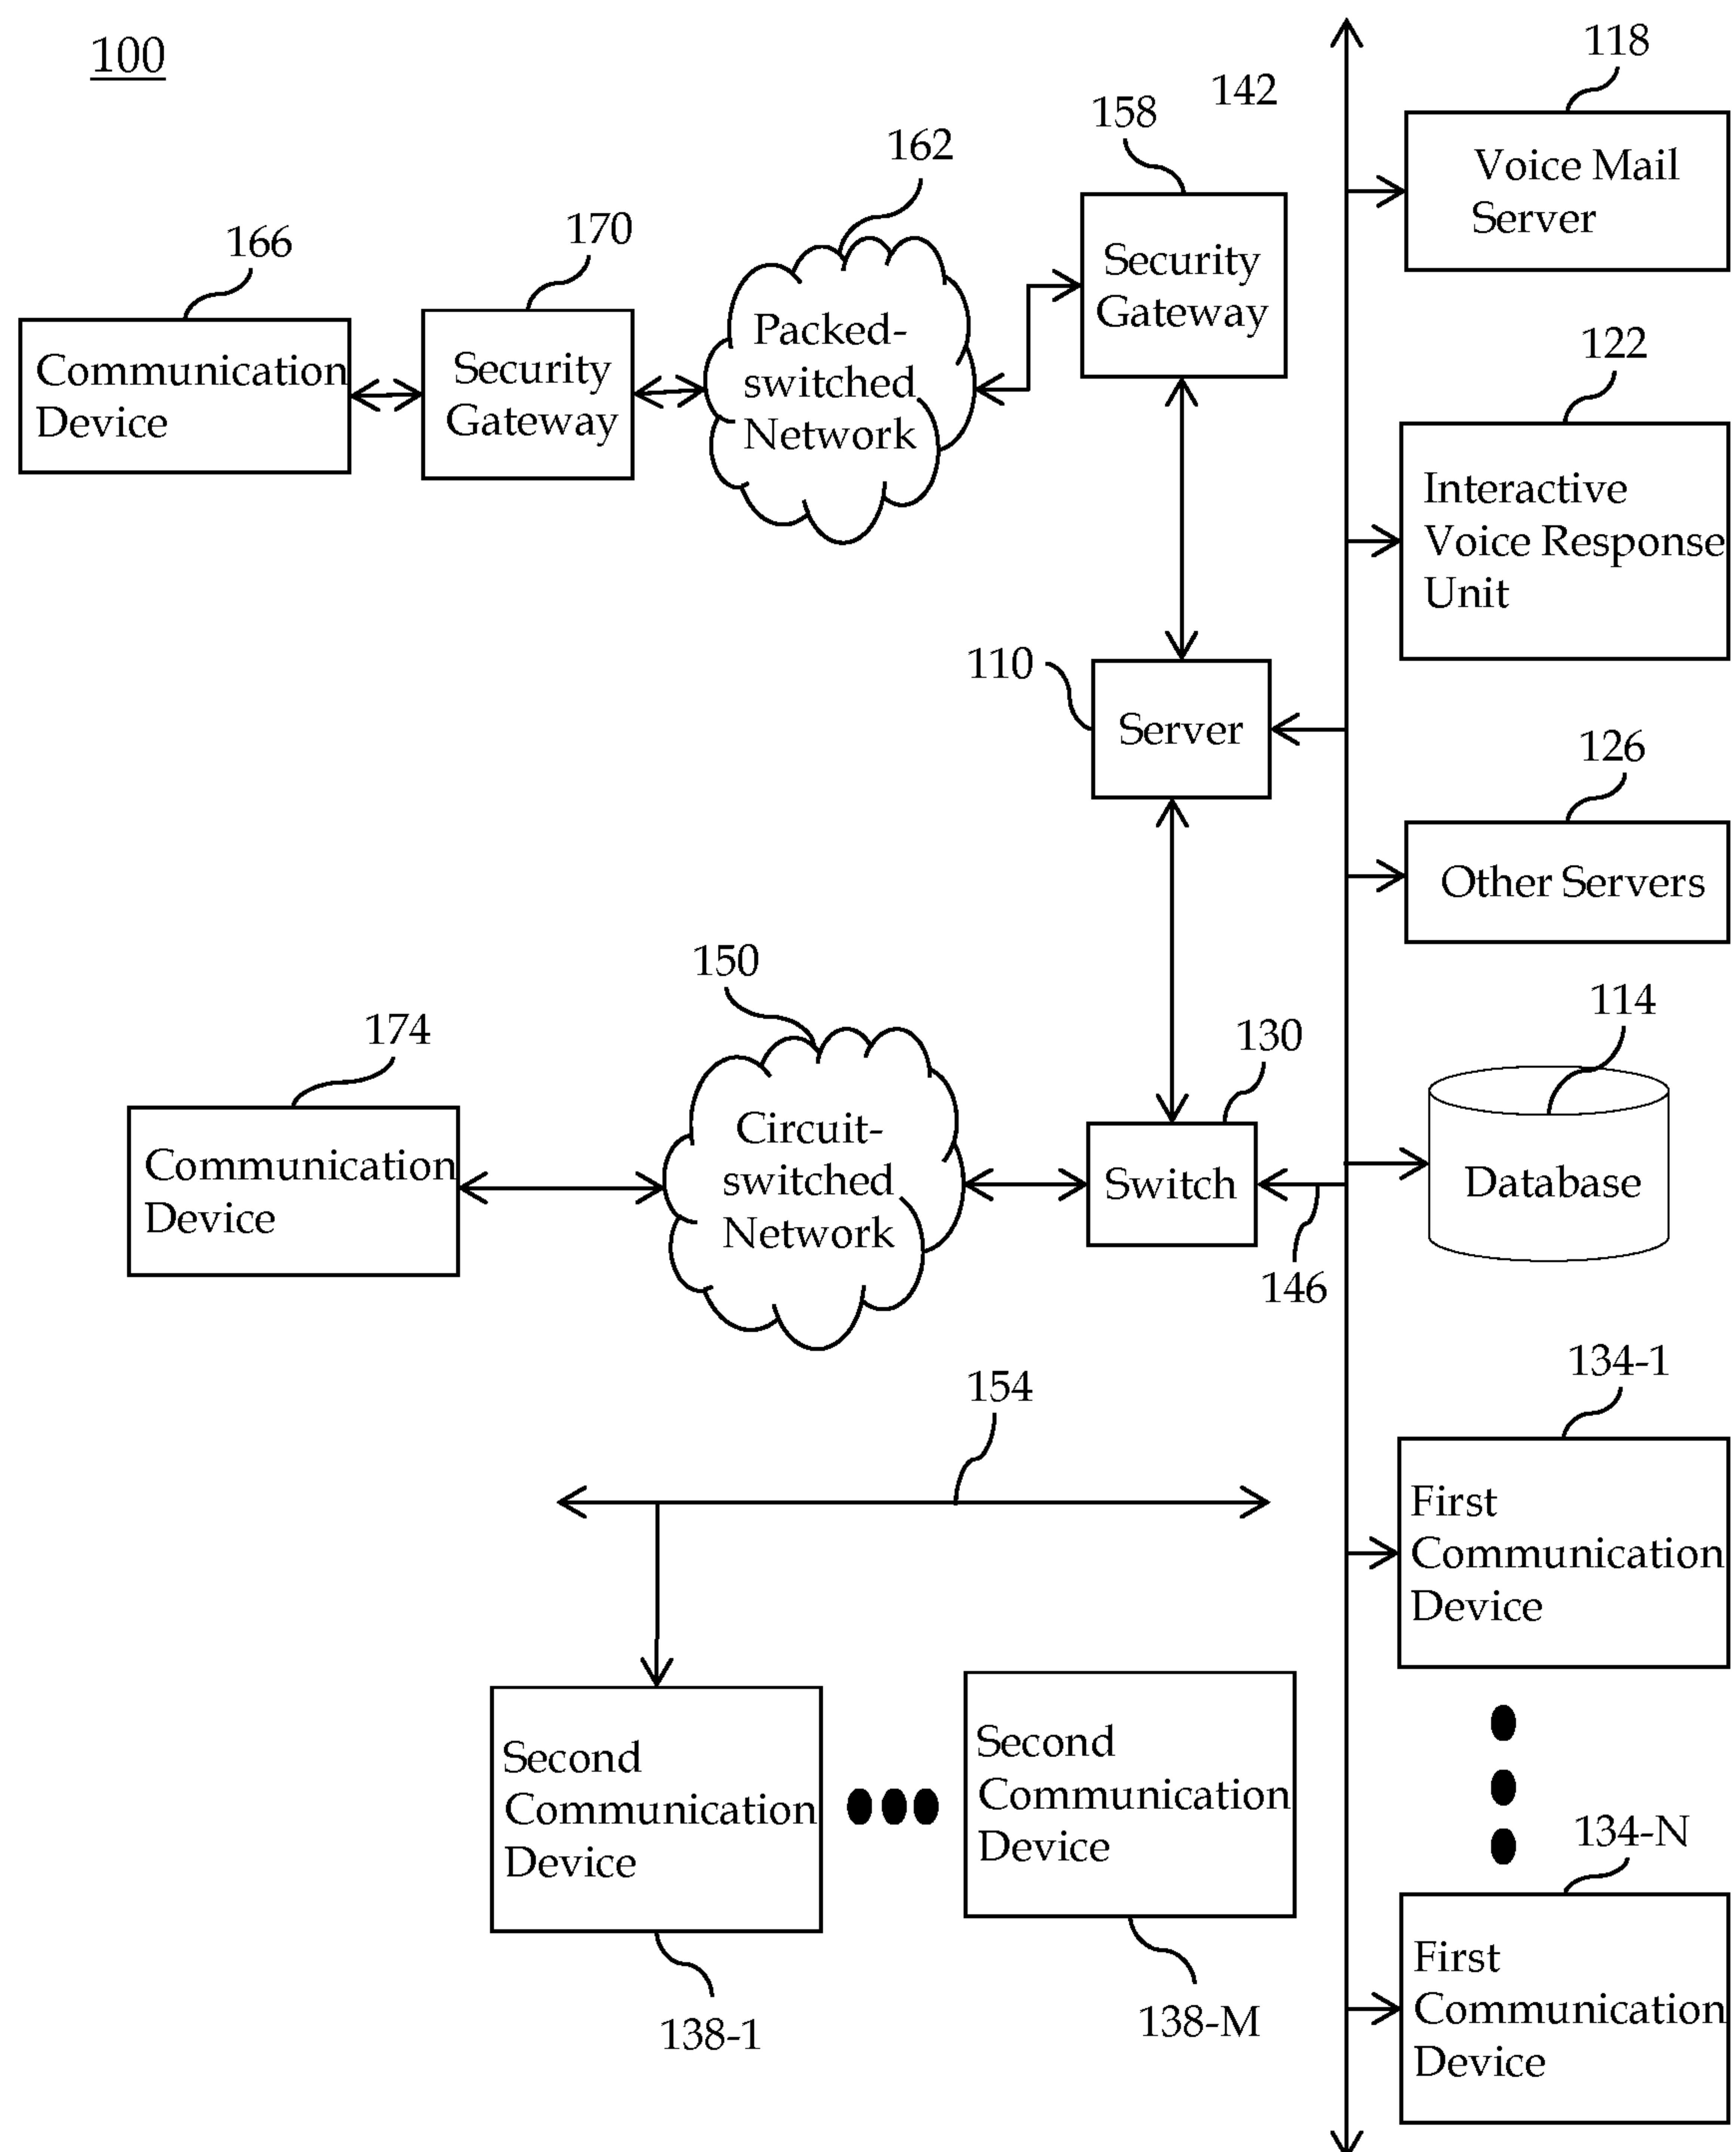 100
118
142
158
Voice Mail
Server
162
166
170
Security
Gateway
Communication
Device
Security
Gateway
Packed-
switched
Network
122
Interactive
Voice Response
Unit
110
Server
126
Other Servers
150
174
130
114
Communication
Device
Circuit-
switched
Network
Switch
Database
146
154
134-1
First
Communication
Device
Second
Communication
Device
Second
Communication
Device
134-N
First
Communication
Device
138-1
138-M